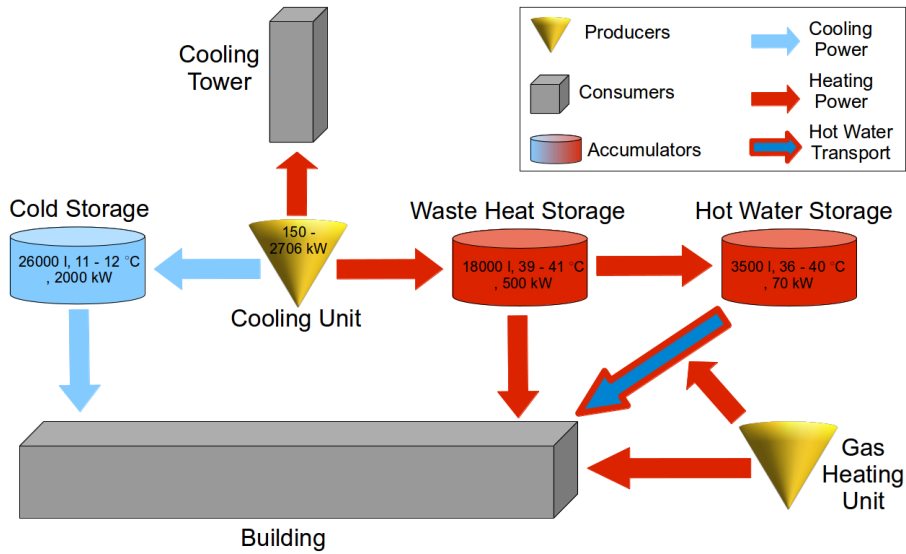 Cooling
Tower
Producers
Cooling
Power
Consumers
Heating
Power
Accumulators
Hot Water
Transport
Cold Storage
26000 l, 11 - 12 °C
, 2000 kW
150 -
2706 kW
Cooling Unit
Waste Heat Storage
18000 l, 39 - 41 °C
, 500 kW
Hot Water Storage
3500 l, 36 - 40 °C
, 70 kW
Gas
Heating
Unit
Building